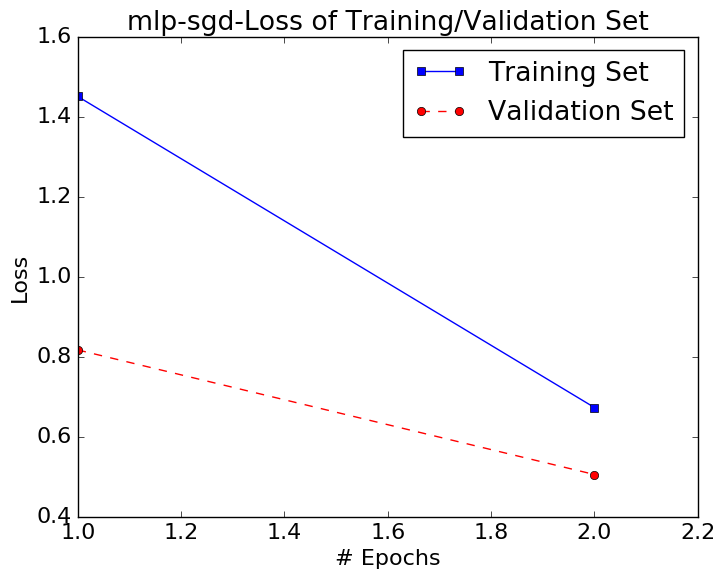 mlp-sgd-Loss of Training/Validation Set
1.6
1.4
1.2
1.0
0.8
0.6
0.4
Loss
Training Set
Validation Set
1.0 1.2 1.4 1.6 1.8 2.0 2.2
# Epochs